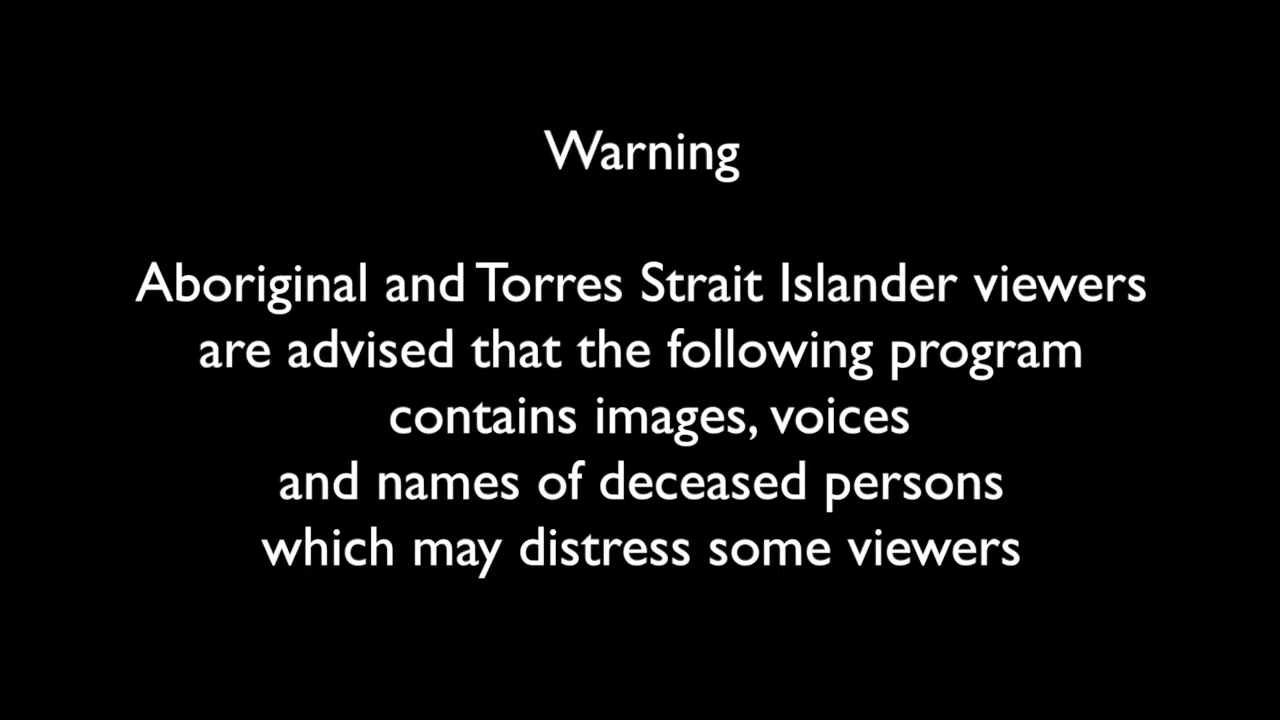 Warning
Aboriginal and Torres Strait Islander viewers
are advised that the following program
contains images, voices
and names of deceased persons
which may distress some viewers